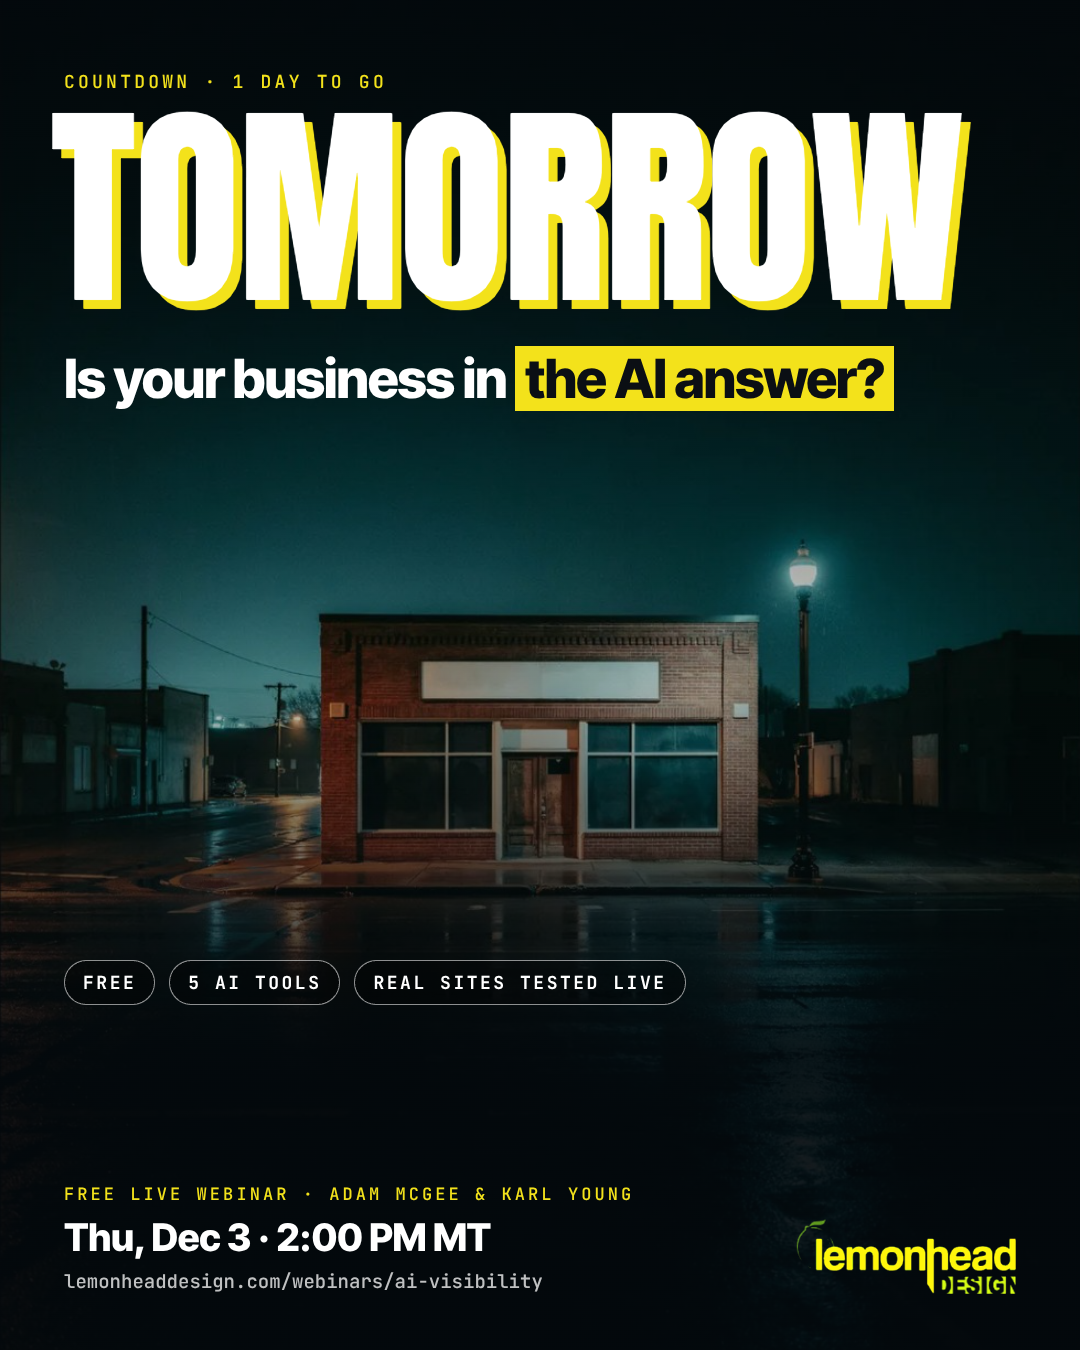 COUNTDOWN · 1 DAY TO GO
TOMORROW
Is your business in the AI answer?
FREE
5 AI TOOLS
REAL SITES TESTED LIVE
FREE LIVE WEBINAR · ADAM MCGEE & KARL YOUNG
Thu, Dec 3 · 2:00 PM MT
lemonheaddesign.com/webinars/ai-visibility
lemonhead
DESIGN